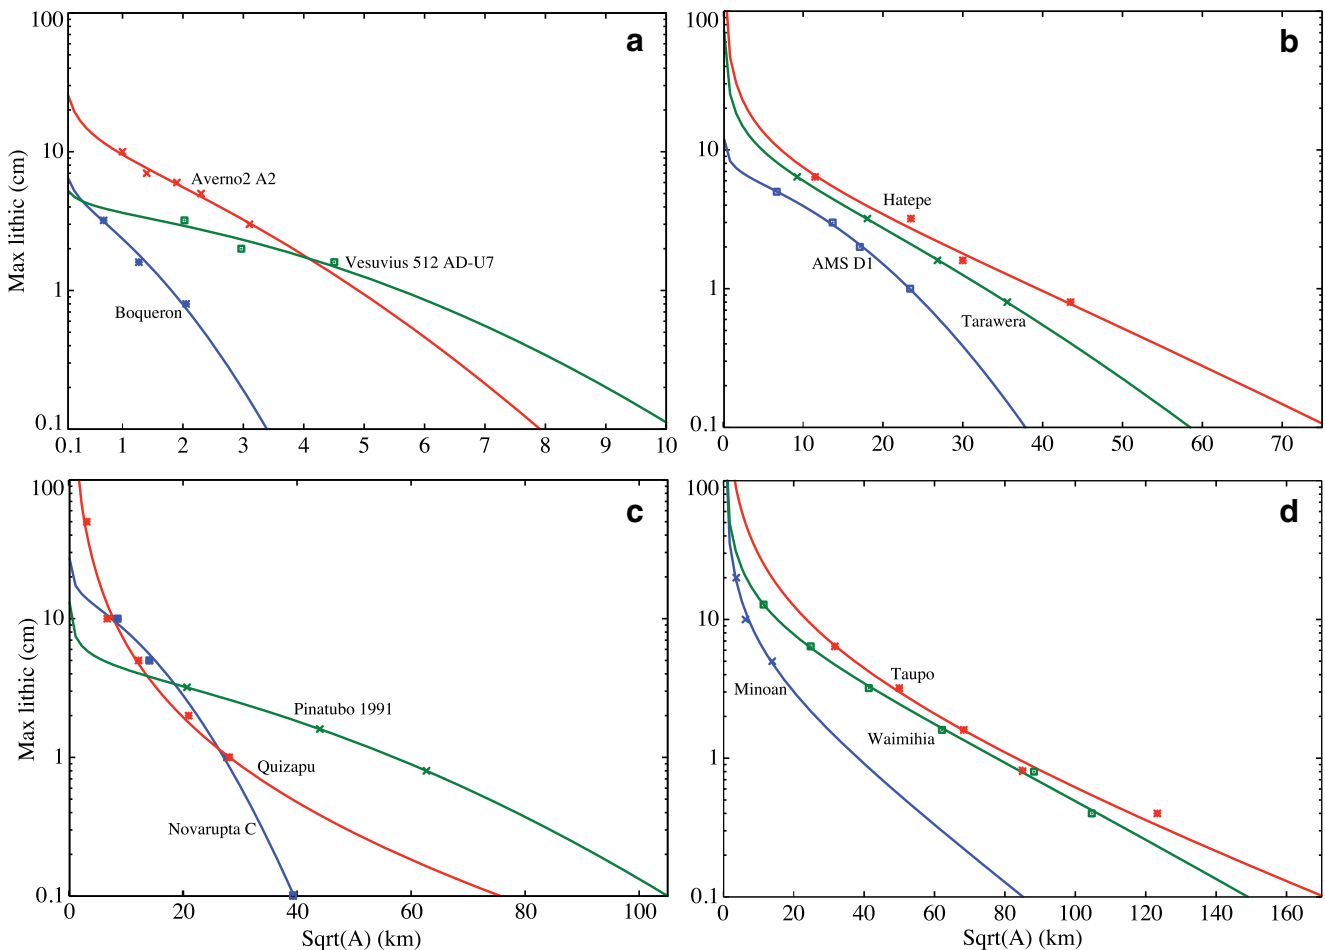 a
100
10
1
0.1
Max lithic (cm)
Averno2 A2
Vesuvius 512 AD-U7
Boqueron
0.1 1 2 3 4 5 6 7 8 9 10
b
100
10
1
0.1
Hatepe
AMS D1
Tarawera
0 10 20 30 40 50 60 70
c
100
10
1
0.1
Max lithic (cm)
Pinatubo 1991
Quizapu
Novarupta C
0 20 40 60 80 100
Sqrt(A) (km)
d
100
10
1
0.1
Taupo
Minoan
Waimihia
0 20 40 60 80 100 120 140 160
Sqrt(A) (km)